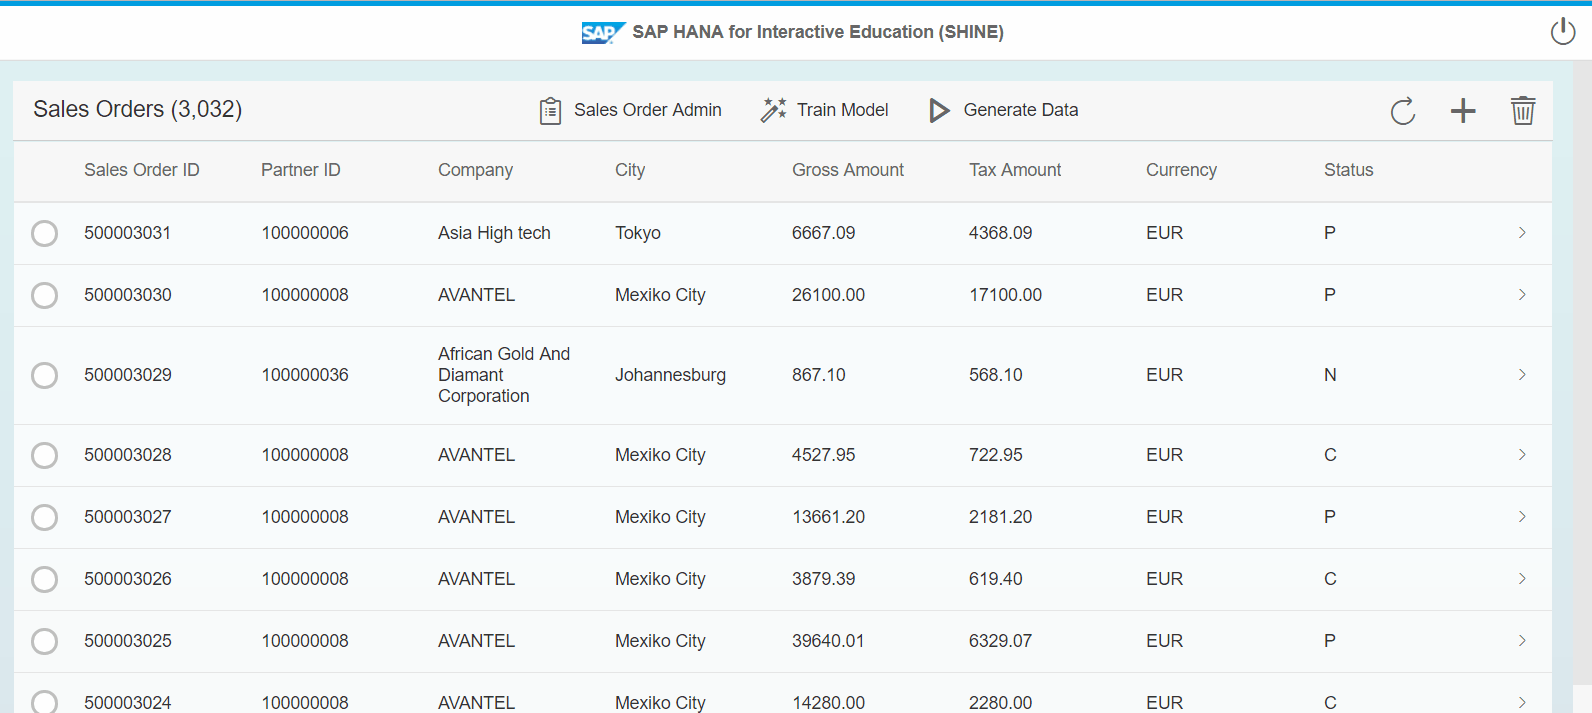 SAP SAP HANA for Interactive Education (SHINE)
Sales Orders (3,032) Sales Order Admin Train Model Generate Data
Sales Order ID Partner ID Company City Gross Amount Tax Amount Currency Status
500003031 100000006 Asia High tech Tokyo 6667.09 4368.09 EUR P
500003030 100000008 AVANTEL Mexiko City 26100.00 17100.00 EUR P
500003029 100000036 African Gold And Diamant Corporation Johannesburg 867.10 568.10 EUR N
500003028 100000008 AVANTEL Mexiko City 4527.95 722.95 EUR C
500003027 100000008 AVANTEL Mexiko City 13661.20 2181.20 EUR P
500003026 100000008 AVANTEL Mexiko City 3879.39 619.40 EUR C
500003025 100000008 AVANTEL Mexiko City 39640.01 6329.07 EUR P
500003024 100000008 AVANTEL Mexiko City 14280.00 2280.00 EUR C